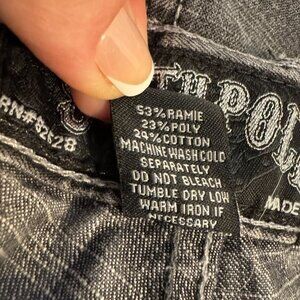 53% RAMIE
23% POLY
24% COTTON
MACHINE WASH COLD
SEPARATELY
DO NOT BLEACH
TUMBLE DRY LOW
WARM IRON IF
NECESSARY
MADE